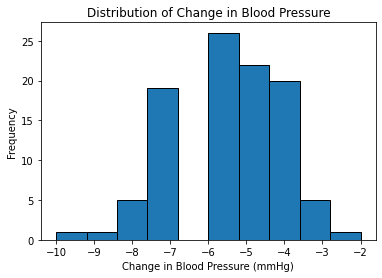 Distribution of Change in Blood Pressure
25
20
15
10
5
0
Frequency
−10 −9 −8 −7 −6 −5 −4 −3 −2
Change in Blood Pressure (mmHg)